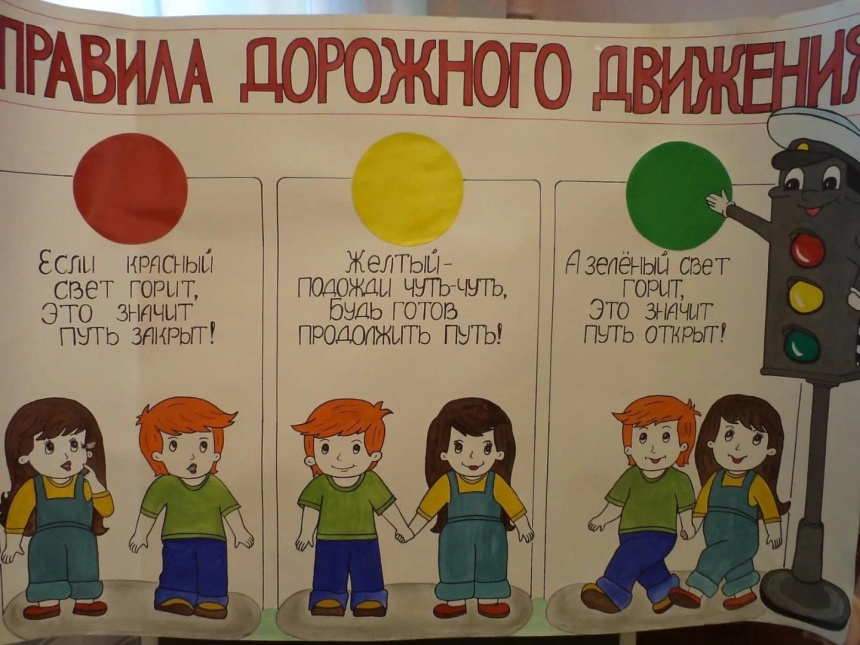 ПРАВИЛА ДОРОЖНОГО ДВИЖЕНИЯ
ЕСЛИ КРАСНЫЙ
СВЕТ ГОРИТ,
ЭТО ЗНАЧИТ
ПУТЬ ЗАКРЫТ!
ЖЕЛТЫЙ-
ПОДОЖДИ ЧУТЬ-ЧУТЬ,
БУДЬ ГОТОВ
ПРОДОЛЖИТЬ ПУТЬ!
А ЗЕЛЁНЫЙ СВЕТ
ГОРИТ,
ЭТО ЗНАЧИТ
ПУТЬ ОТКРЫТ!